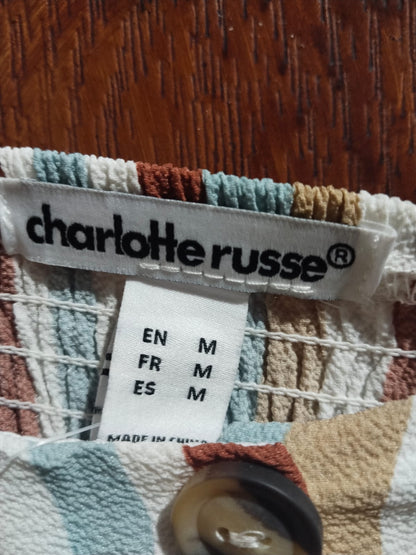 charlotte russe®
EN M
FR M
ES M
MADE IN CHINA